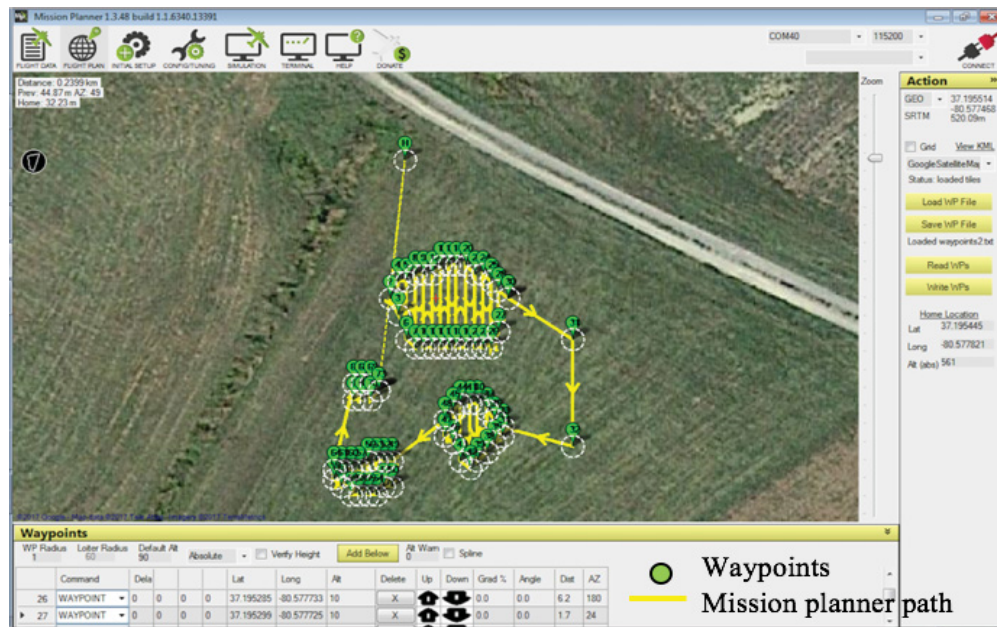 Mission Planner 1.3.48 build 1.1.6340.13391
COM40 115200
FLIGHT DATA FLIGHT PLAN INITIAL SETUP CONFIG/TUNING SIMULATION TERMINAL HELP DONATE CONNECT
Distance: 0.2399 km
Prev: 44.87 m AZ: 49
Home: 32.23 m
Zoom
Action
GEO 37.195514
-80.577468
SRTM 520.09m
Grid View KML
GoogleSatelliteMap
Status: loaded tiles
Load WP File
Save WP File
Loaded waypoints2.txt
Read WPs
Write WPs
Home Location
Lat 37.195445
Long -80.577821
Alt (abs) 561
H
Waypoints
WP Radius Loiter Radius Default Alt Alt Warn
1 60 90 Absolute Verify Height Add Below 0 Spline
Command Dela Lat Long Alt Delete Up Down Grad % Angle Dist AZ
26 WAYPOINT 0 0 0 0 37.195285 -80.577733 10 X 0.0 0.0 6.2 180
27 WAYPOINT 0 0 0 0 37.195299 -80.577725 10 X 0.0 0.0 1.7 24
Waypoints
Mission planner path